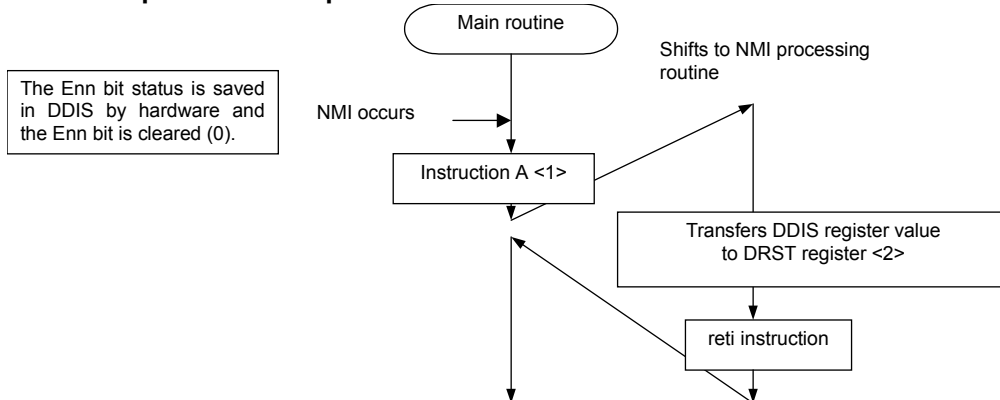 Main routine
Shifts to NMI processing
routine
The Enn bit status is saved
in DDIS by hardware and
the Enn bit is cleared (0).
NMI occurs
Instruction A <1>
Transfers DDIS register value
to DRST register <2>
reti instruction